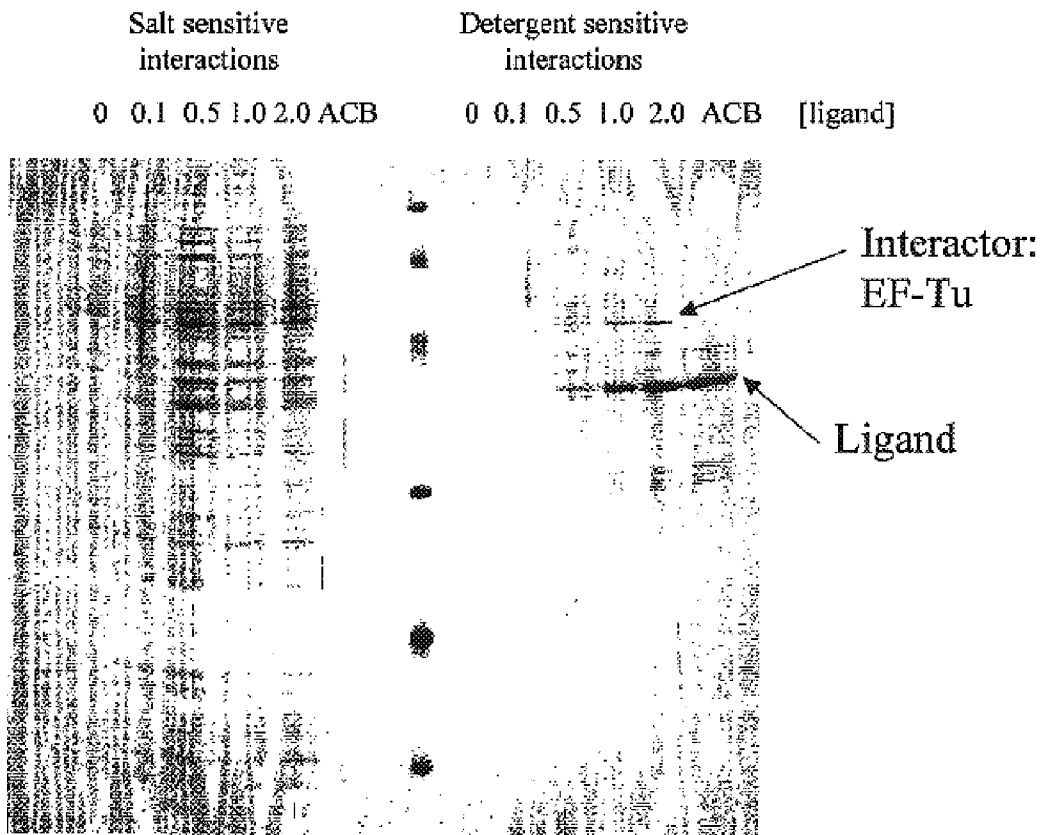 Salt sensitive
interactions
Detergent sensitive
interactions
0 0.1 0.5 1.0 2.0 ACB
0 0.1 0.5 1.0 2.0 ACB [ligand]
Interactor:
EF-Tu
Ligand